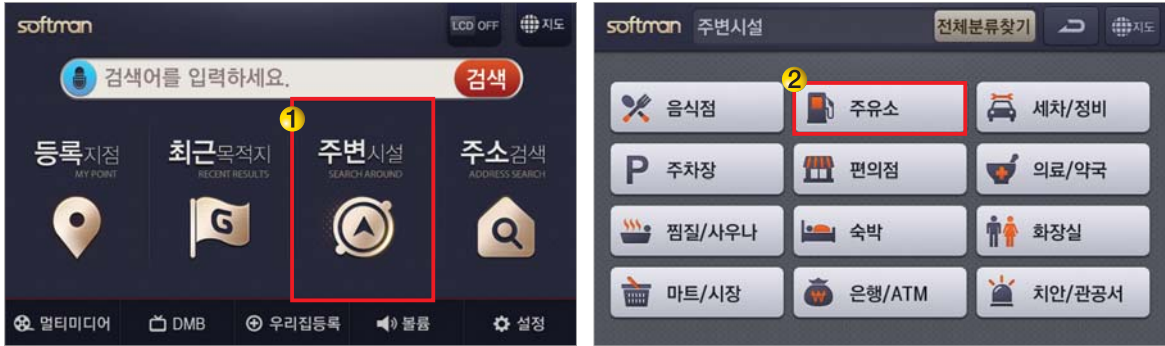 softman LCD OFF 지도
검색어를 입력하세요. 검색
1
등록지점 최근목적지 주변시설 주소검색
MY POINT RECENT RESULTS SEARCH AROUND ADDRESS SEARCH
G
멀티미디어 DMB 우리집등록 볼륨 설정
softman 주변시설 전체분류찾기 지도
2
음식점 주유소 세차/정비
P 주차장 편의점 의료/약국
찜질/사우나 숙박 화장실
마트/시장 ₩ 은행/ATM 치안/관공서